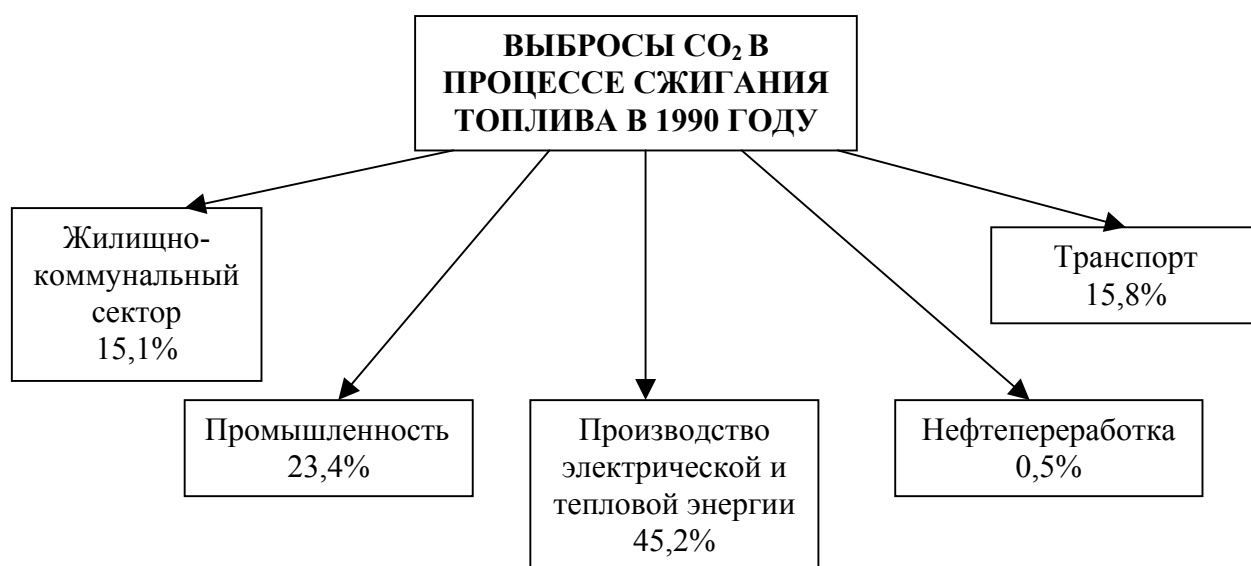 ВЫБРОСЫ CO₂ В
ПРОЦЕССЕ СЖИГАНИЯ
ТОПЛИВА В 1990 ГОДУ
Жилищно-
коммунальный
сектор
15,1%
Промышленность
23,4%
Производство
электрической и
тепловой энергии
45,2%
Нефтепереработка
0,5%
Транспорт
15,8%